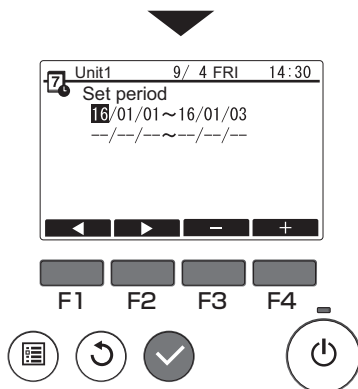 7 Unit1 9/ 4 FRI 14:30
Set period
16/01/01～16/01/03
--/--/--～--/--/--
◀ ▶ － ＋
F1 F2 F3 F4